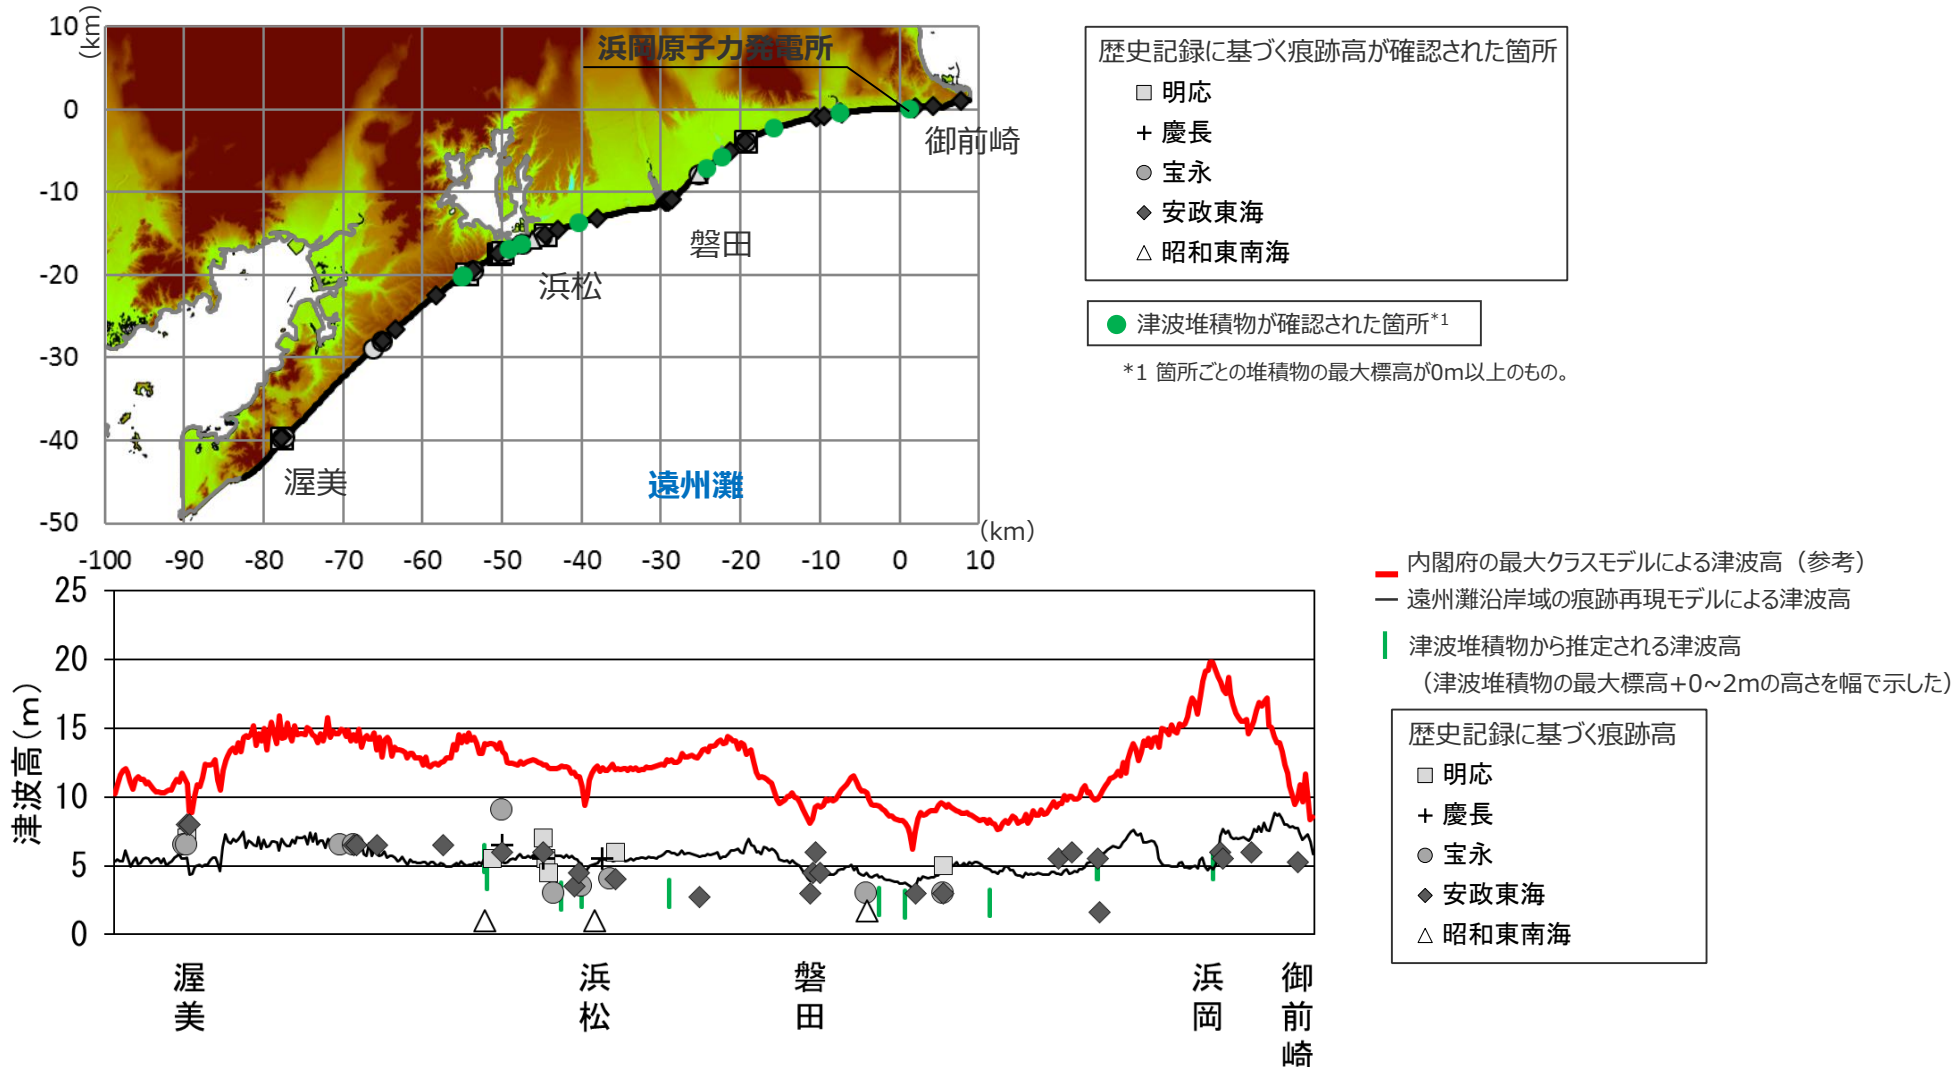 10
0
-10
-20
-30
-40
-50
(km)
浜岡原子力発電所
御前崎
磐田
浜松
渥美
遠州灘
(km)
-100 -90 -80 -70 -60 -50 -40 -30 -20 -10 0 10
歴史記録に基づく痕跡高が確認された箇所
□ 明応
+ 慶長
○ 宝永
◆ 安政東海
△ 昭和東南海
● 津波堆積物が確認された箇所*1
*1 箇所ごとの堆積物の最大標高が0m以上のもの。
25
20
15
10
5
0
津波高(m)
渥美
浜松
磐田
浜岡
御前崎
内閣府の最大クラスモデルによる津波高（参考）
遠州灘沿岸域の痕跡再現モデルによる津波高
津波堆積物から推定される津波高
（津波堆積物の最大標高+0~2mの高さを幅で示した）
歴史記録に基づく痕跡高
□ 明応
+ 慶長
○ 宝永
◆ 安政東海
△ 昭和東南海